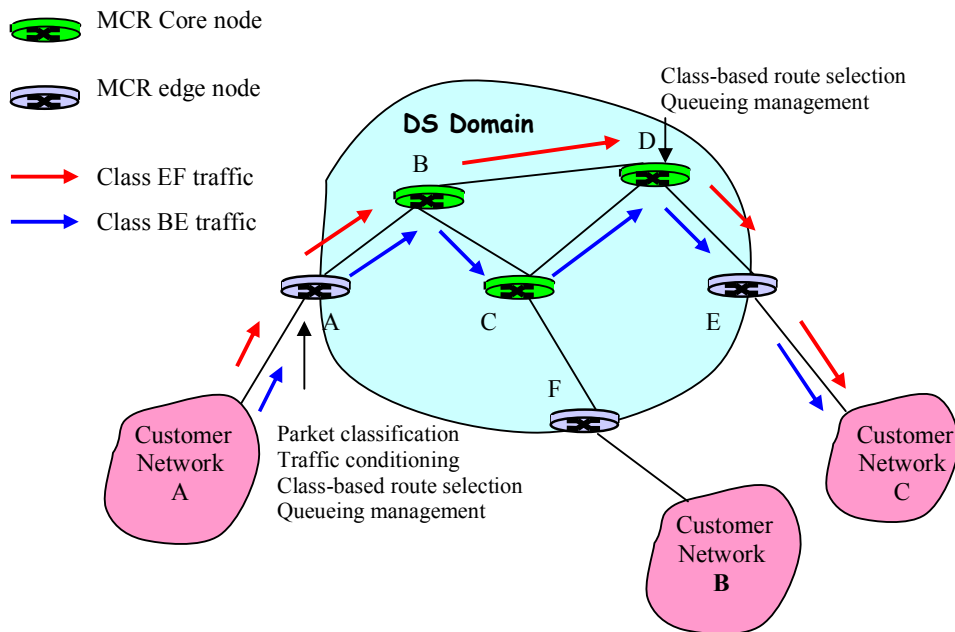 MCR Core node
MCR edge node
Class EF traffic
Class BE traffic
Class-based route selection
Queueing management
DS Domain
B
D
A
C
E
F
Parket classification
Traffic conditioning
Class-based route selection
Queueing management
Customer
Network
A
Customer
Network
B
Customer
Network
C